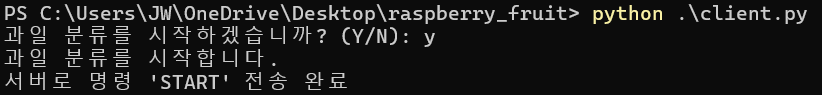 PS C:\Users\JW\OneDrive\Desktop\raspberry_fruit> python .\client.py
과일 분류를 시작하겠습니까? (Y/N): y
과일 분류를 시작합니다.
서버로 명령 'START' 전송 완료